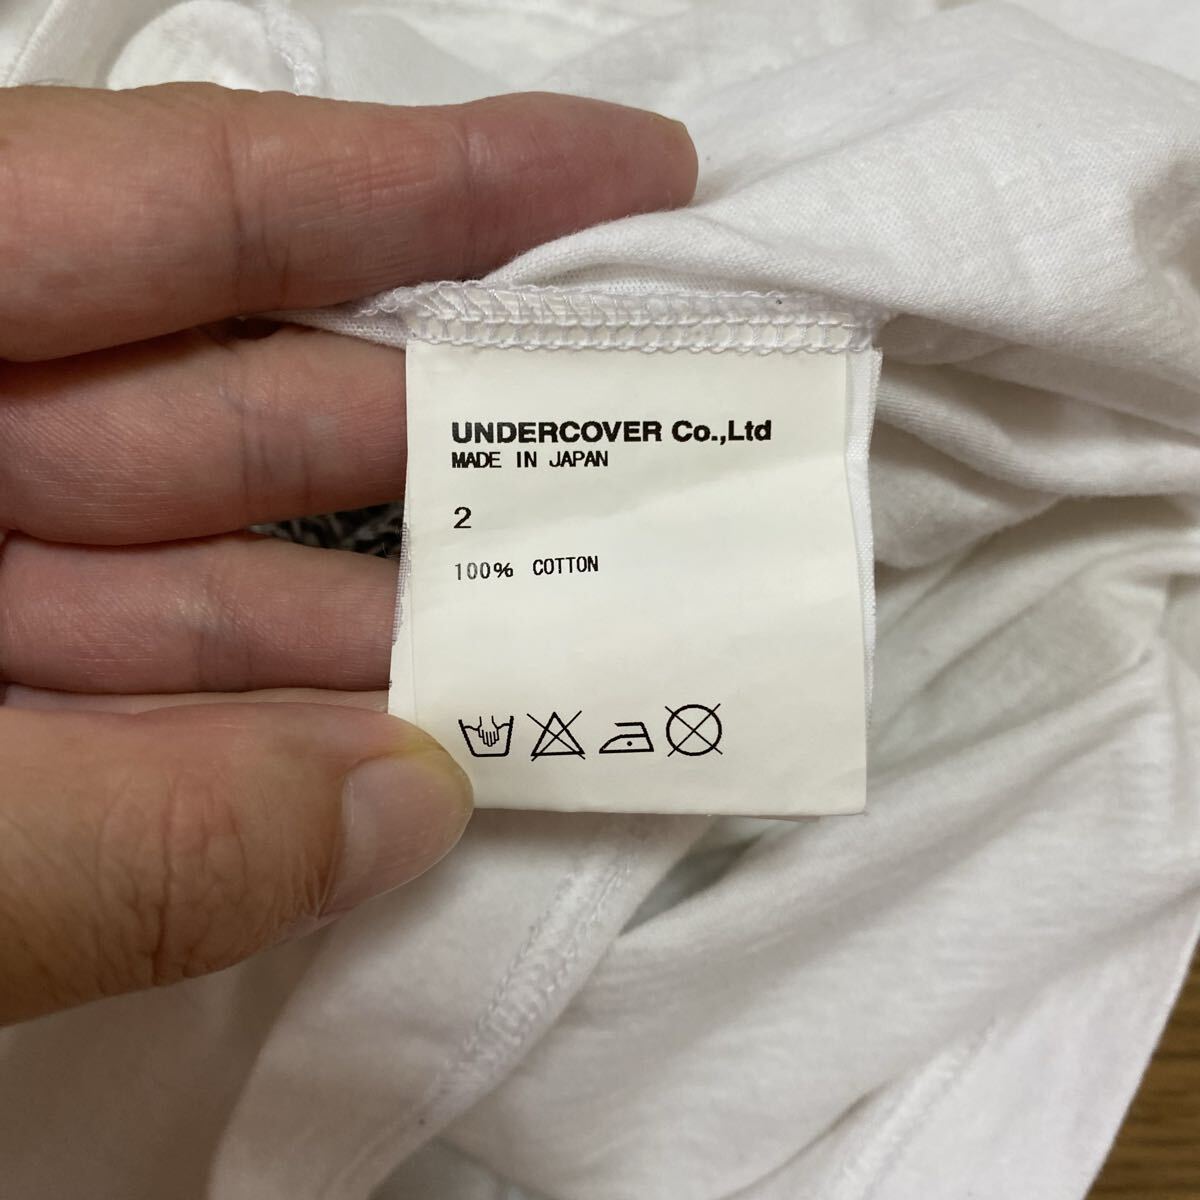 UNDERCOVER Co.,Ltd
MADE IN JAPAN
2
100% COTTON